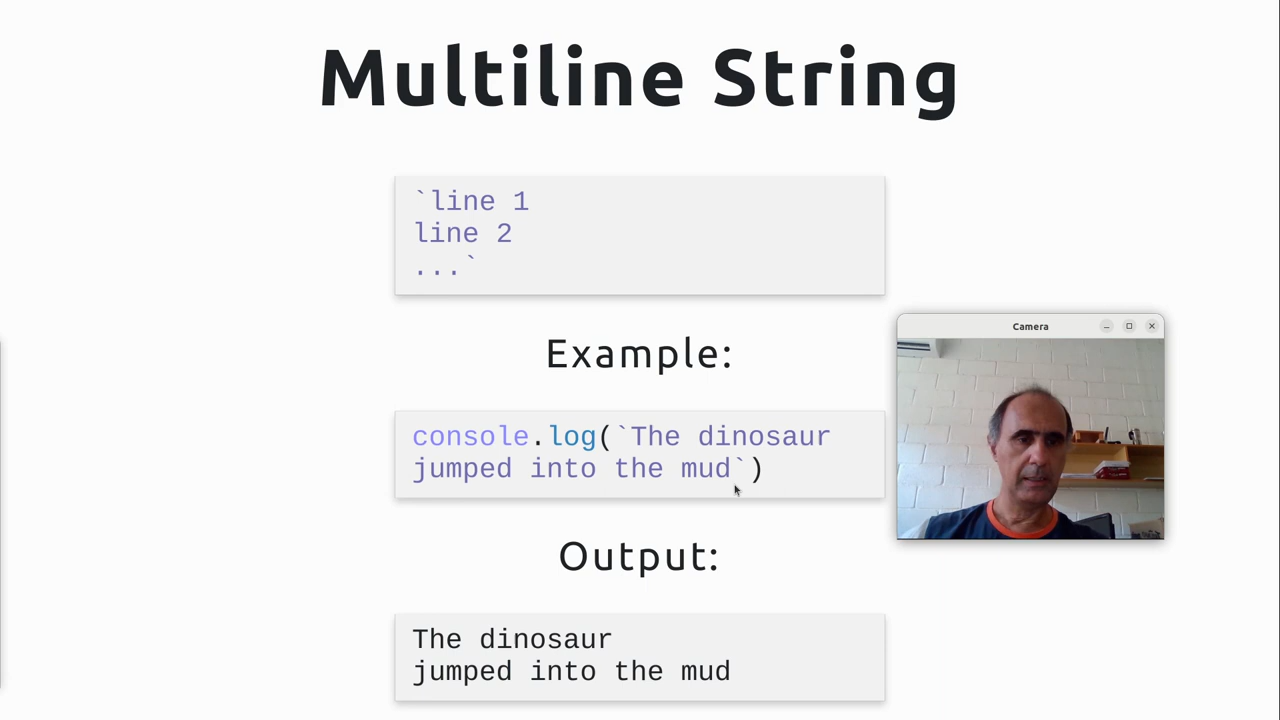 Multiline String
`line 1
line 2
...`
Example:
console.log(`The dinosaur
jumped into the mud`)
Camera
Output:
The dinosaur
jumped into the mud